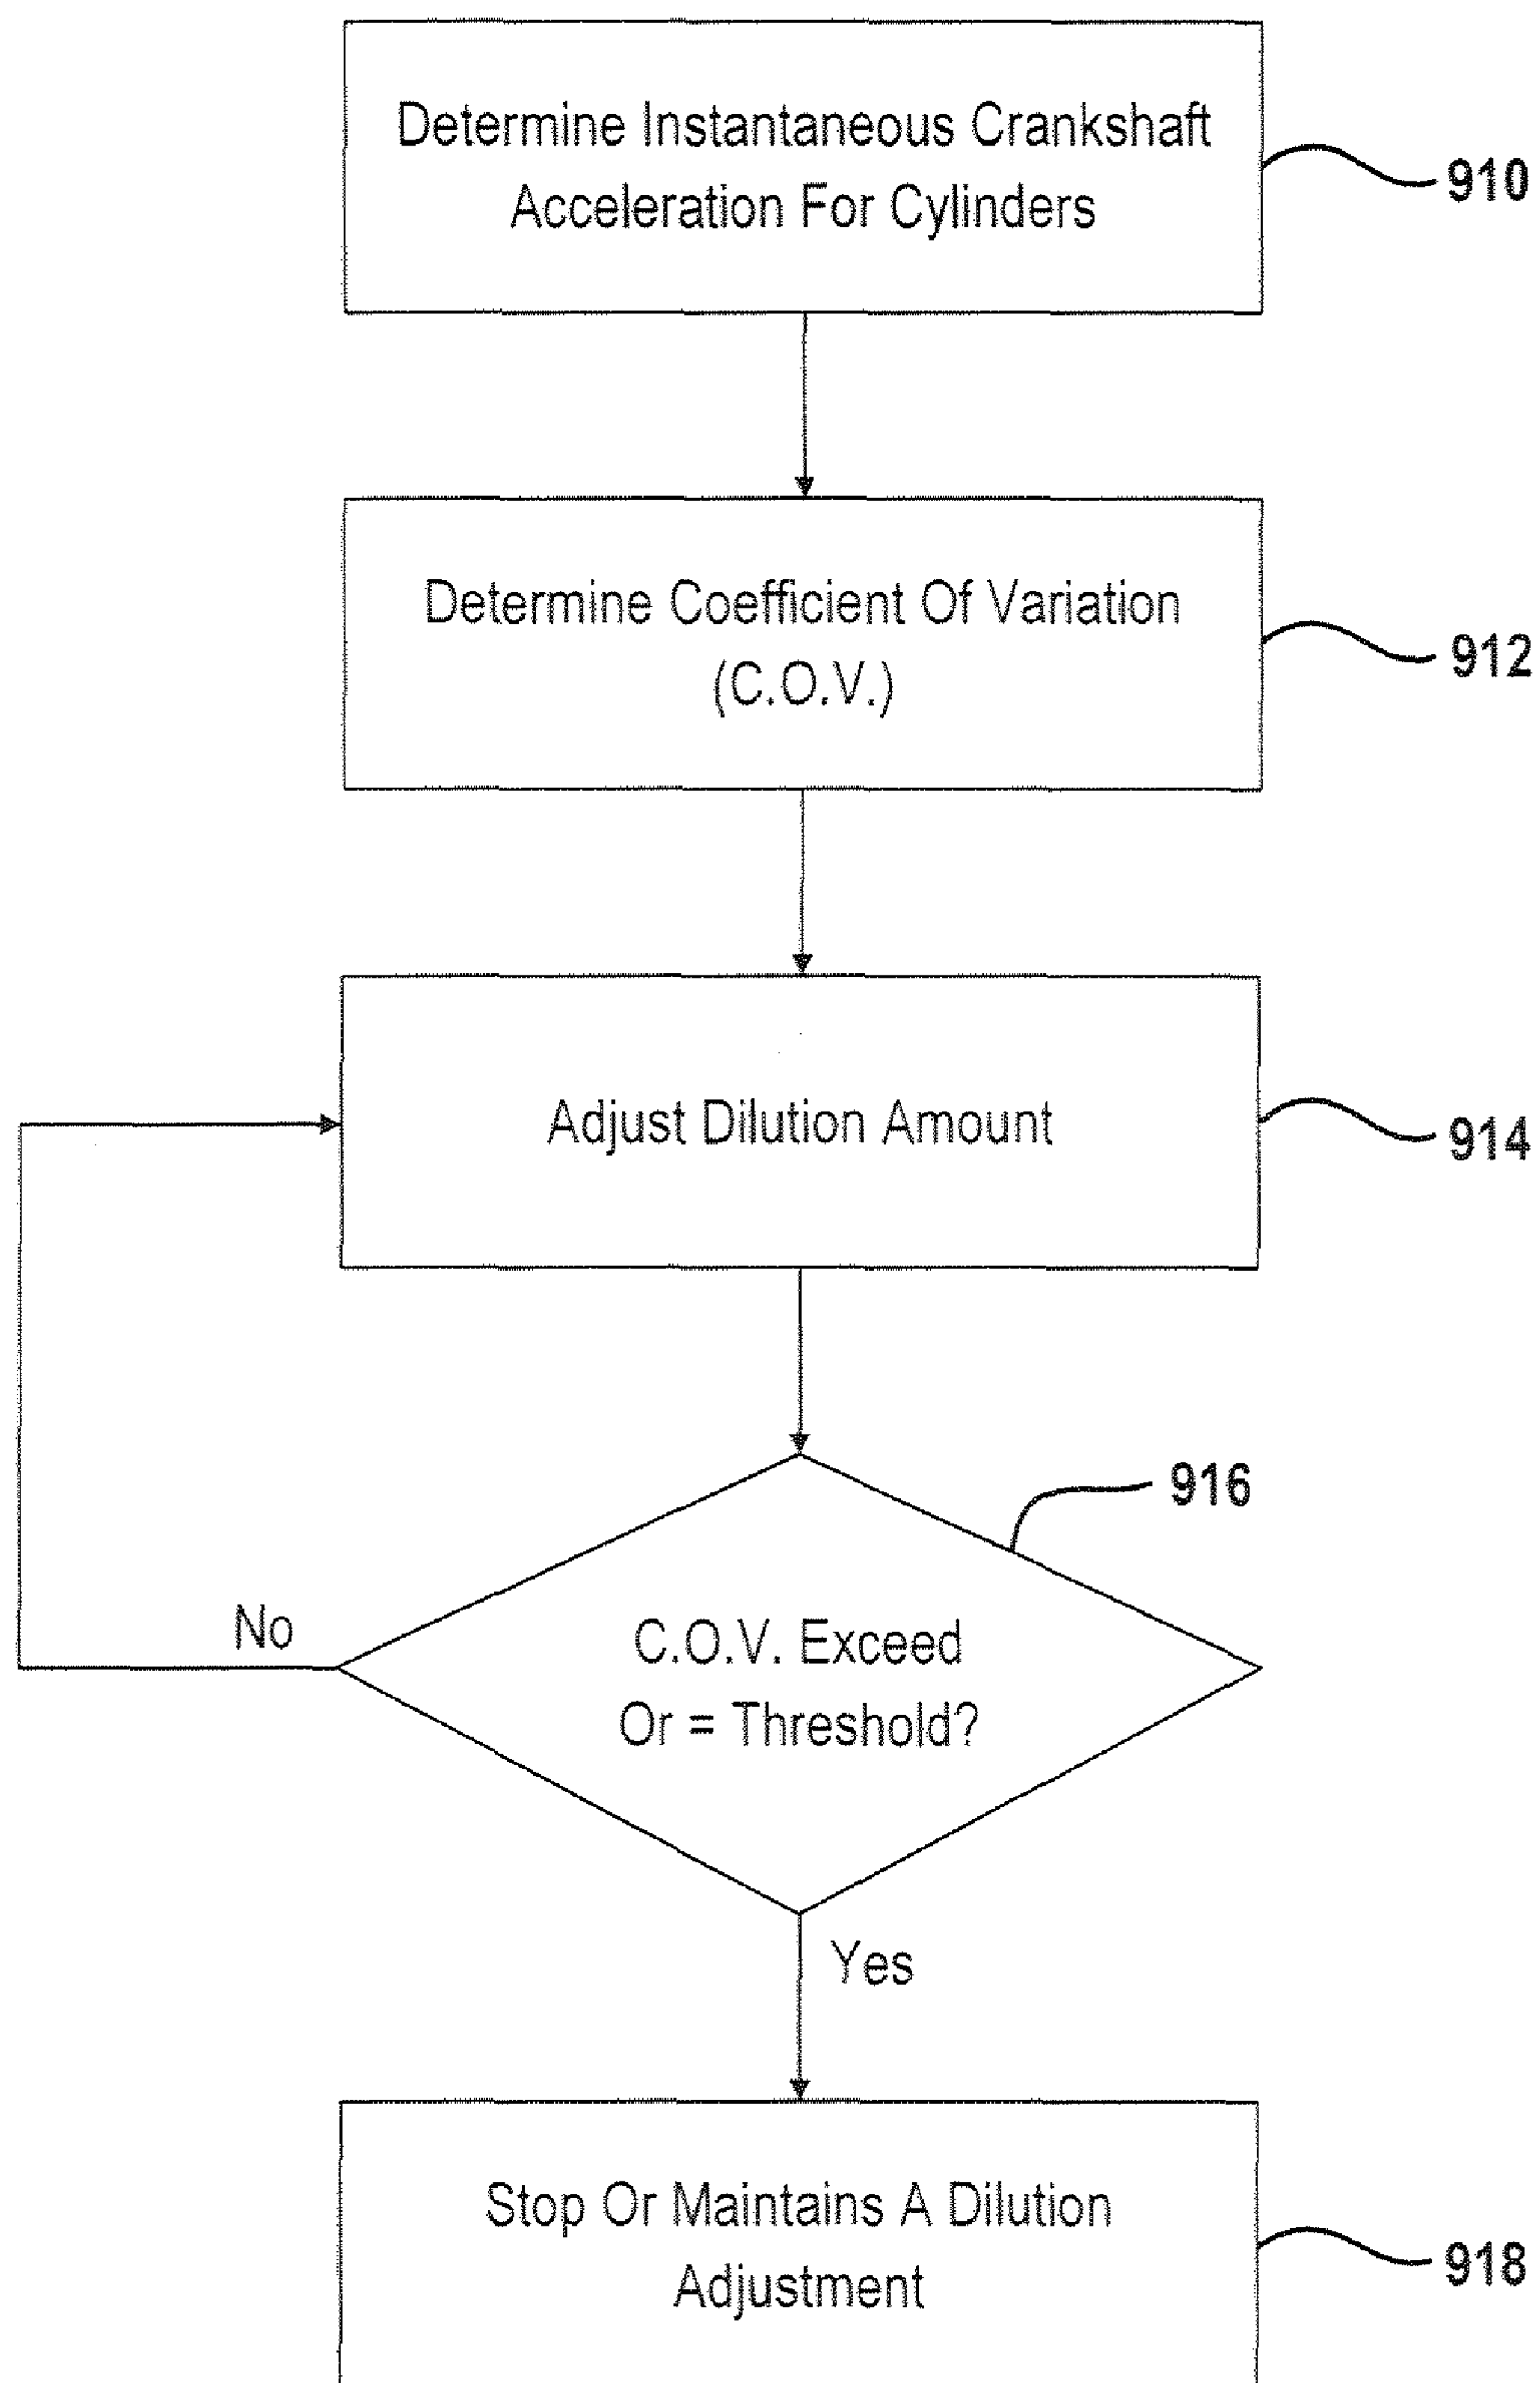 Determine Instantaneous Crankshaft
Acceleration For Cylinders
910
Determine Coefficient Of Variation
(C.O.V.)
912
Adjust Dilution Amount
914
916
C.O.V. Exceed
Or = Threshold?
No
Yes
Stop Or Maintains A Dilution
Adjustment
918